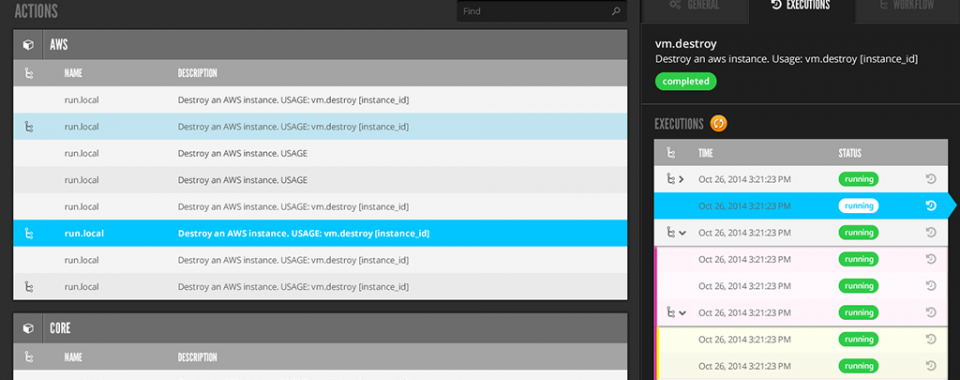 ACTIONS
Find
AWS
NAME DESCRIPTION
run.local Destroy an AWS instance. USAGE: vm.destroy [instance_id]
run.local Destroy an AWS instance. USAGE: vm.destroy [instance_id]
run.local Destroy an AWS instance. USAGE
run.local Destroy an AWS instance. USAGE
run.local Destroy an AWS instance. USAGE: vm.destroy [instance_id]
run.local Destroy an AWS instance. USAGE: vm.destroy [instance_id]
run.local Destroy an AWS instance. USAGE: vm.destroy [instance_id]
run.local Destroy an AWS instance. USAGE: vm.destroy [instance_id]
CORE
NAME DESCRIPTION
GENERAL EXECUTIONS WORKFLOW
vm.destroy
Destroy an aws instance. Usage: vm.destroy [instance_id]
completed
EXECUTIONS
TIME STATUS
Oct 26, 2014 3:21:23 PM running
Oct 26, 2014 3:21:23 PM running
Oct 26, 2014 3:21:23 PM running
Oct 26, 2014 3:21:23 PM running
Oct 26, 2014 3:21:23 PM running
Oct 26, 2014 3:21:23 PM running
Oct 26, 2014 3:21:23 PM running
Oct 26, 2014 3:21:23 PM running